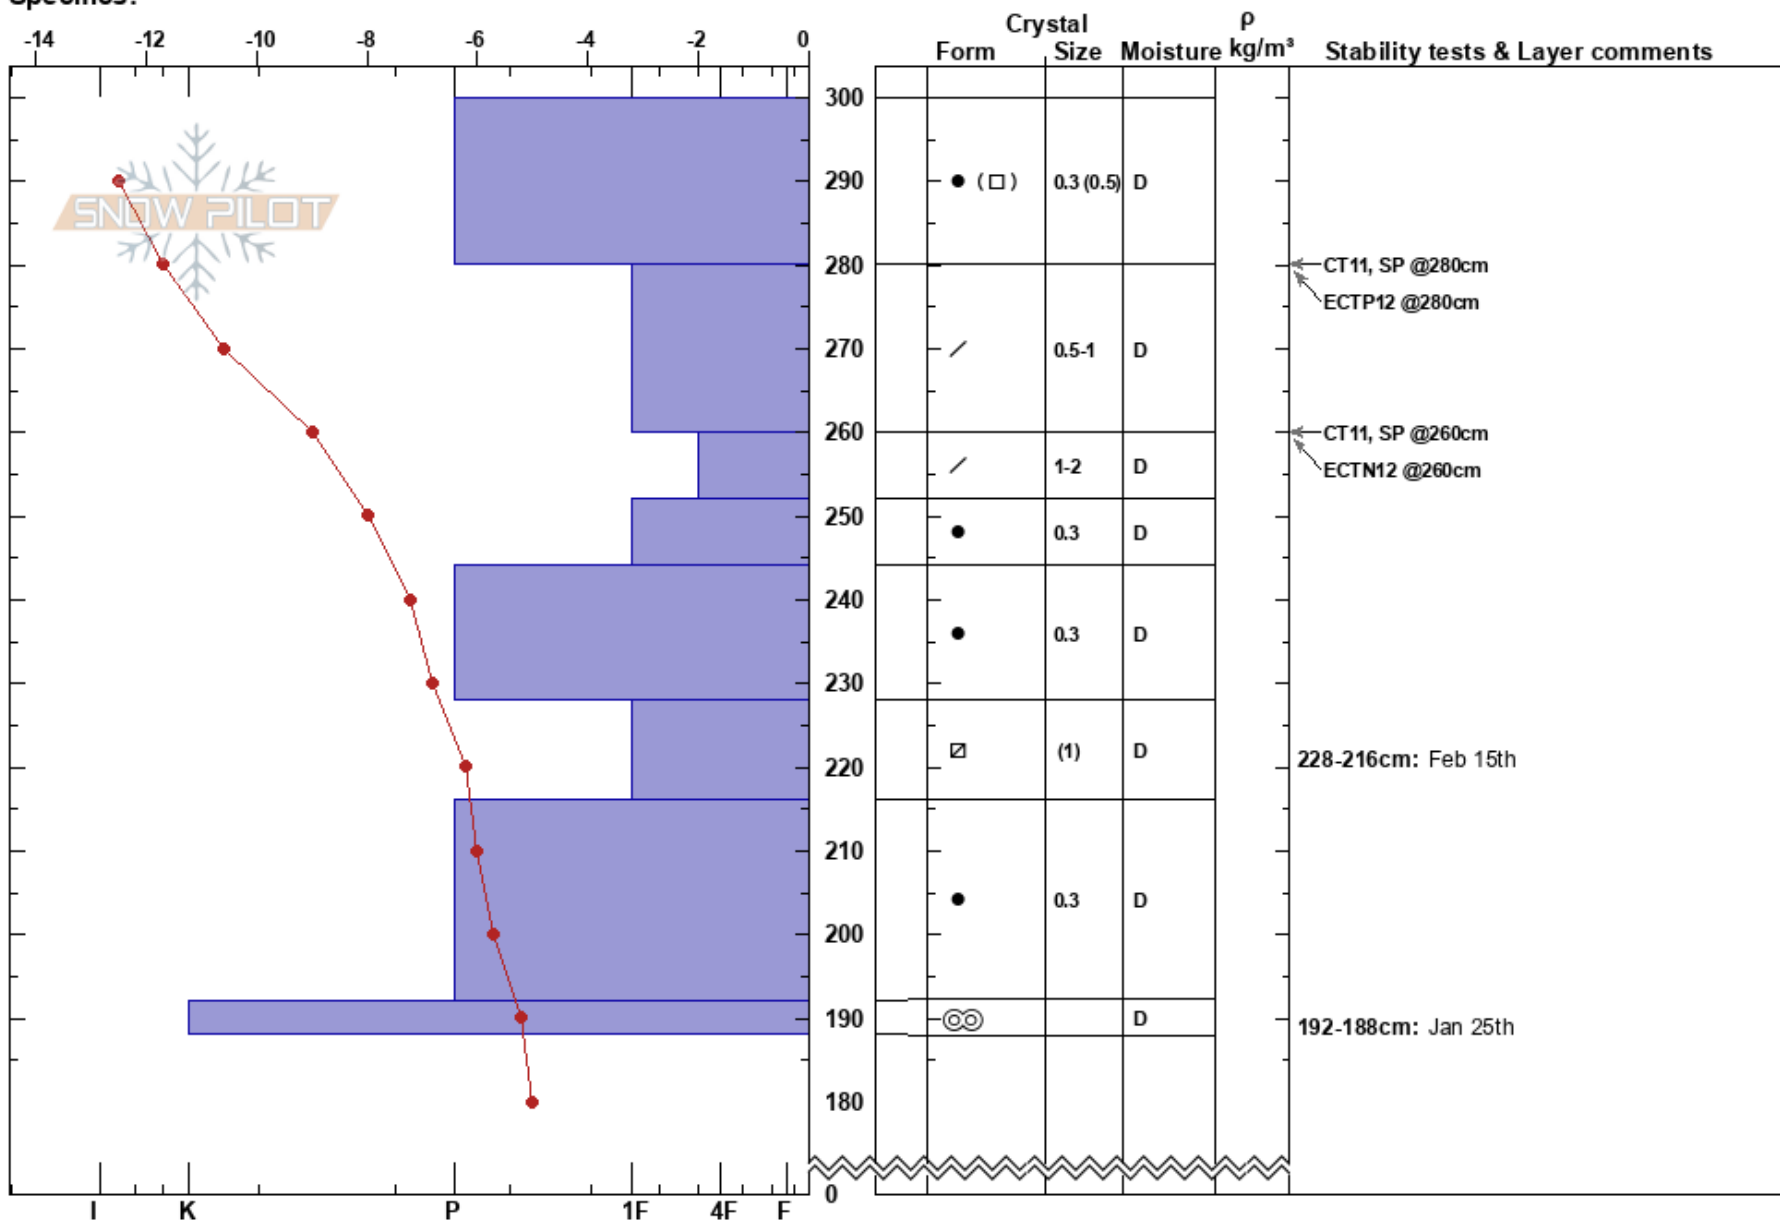 Specifics:
-14 -12 -10 -8 -6 -4 -2 0
Crystal
Form Size Moisture ρ kg/m³ Stability tests & Layer comments
300
SNOW PILOT
290 0.3 (0.5) D
280 CT11, SP @280cm
ECTP12 @280cm
270 0.5-1 D
260 CT11, SP @260cm
1-2 D ECTN12 @260cm
250 0.3 D
240
0.3 D
230
(1) D
220 228-216cm: Feb 15th
210
0.3 D
200
190 D 192-188cm: Jan 25th
180
0
I K P 1F 4F F